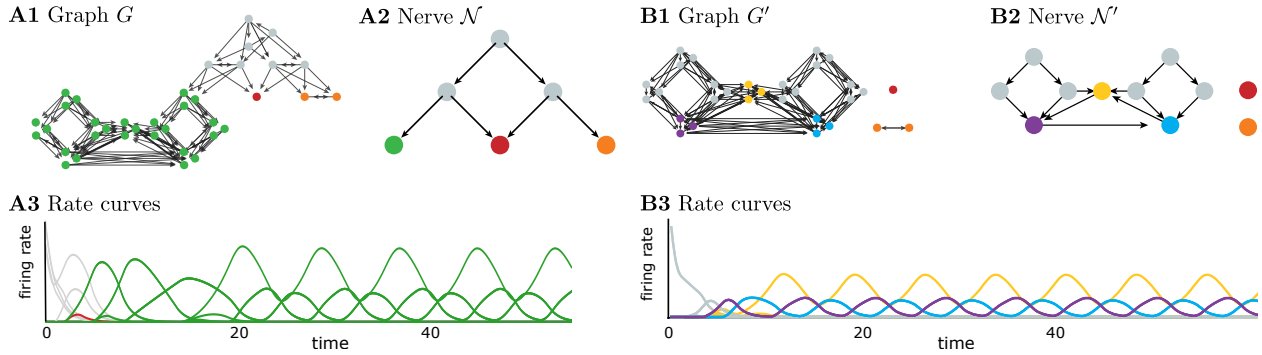 A1 Graph G
A2 Nerve 𝒩
B1 Graph G′
B2 Nerve 𝒩′
A3 Rate curves
firing rate
0
20
40
time
B3 Rate curves
firing rate
0
20
40
time